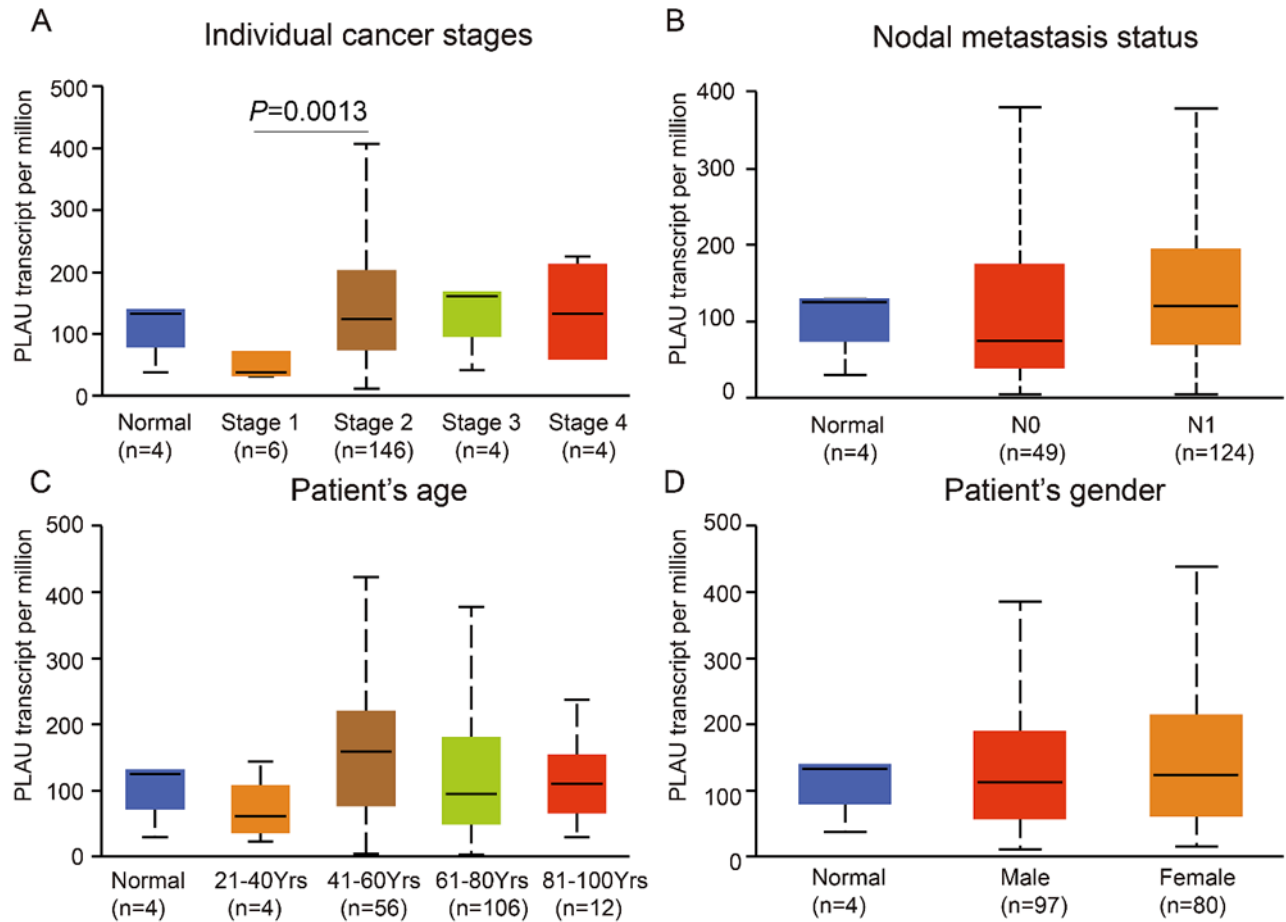 A
Individual cancer stages
PLAU transcript per million
500
400
300
200
100
0
P=0.0013
Normal Stage 1 Stage 2 Stage 3 Stage 4
(n=4) (n=6) (n=146) (n=4) (n=4)
B
Nodal metastasis status
PLAU transcript per million
400
300
200
100
0
Normal N0 N1
(n=4) (n=49) (n=124)
C
Patient's age
PLAU transcript per million
500
400
300
200
100
0
Normal 21-40Yrs 41-60Yrs 61-80Yrs 81-100Yrs
(n=4) (n=4) (n=56) (n=106) (n=12)
D
Patient's gender
PLAU transcript per million
500
400
300
200
100
0
Normal Male Female
(n=4) (n=97) (n=80)